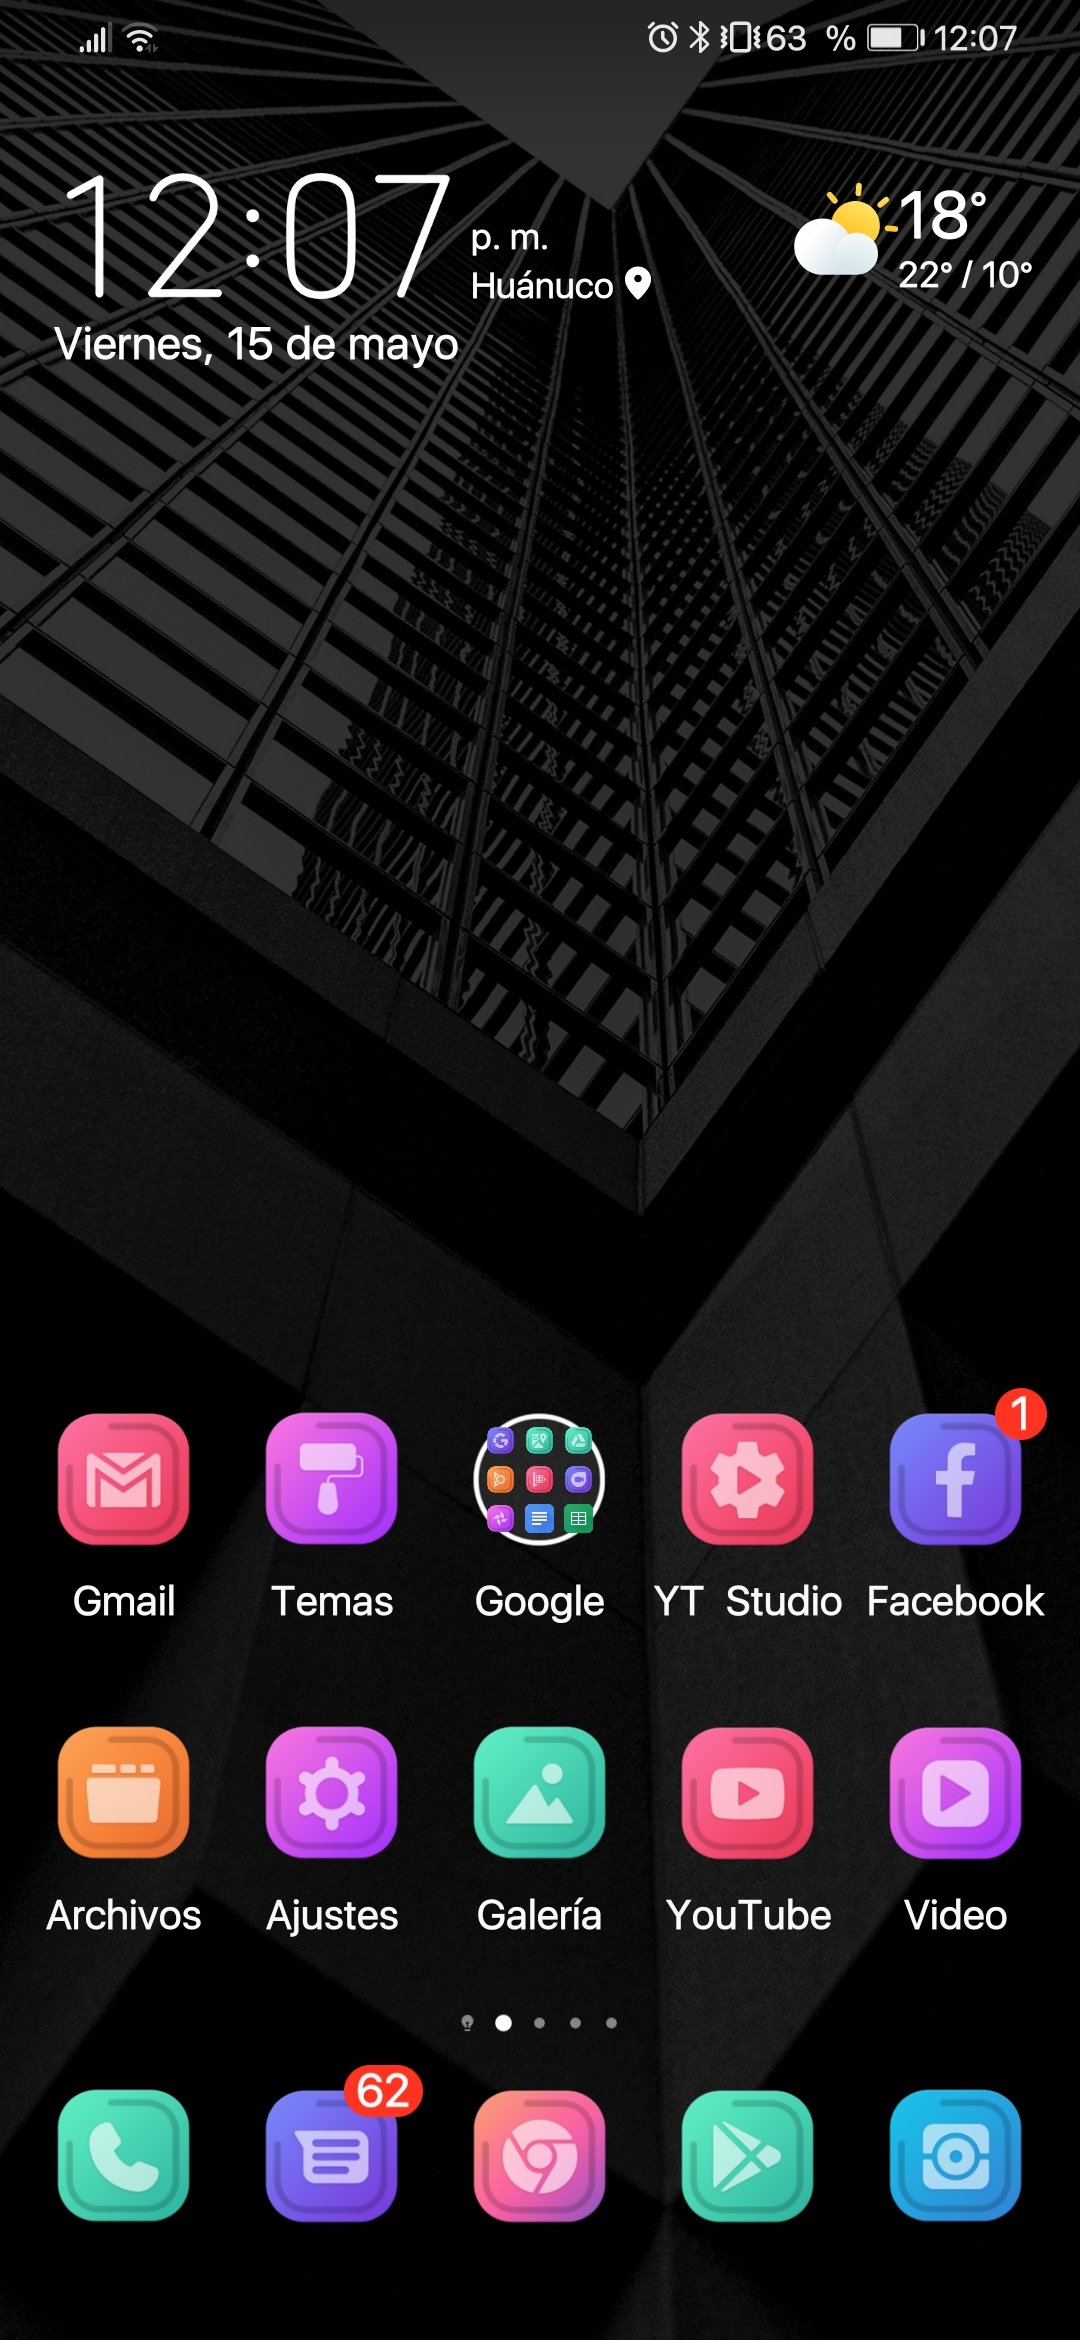 63 % 12:07
12:07
p. m.
Huánuco
18°
22° / 10°
Viernes, 15 de mayo
1
Gmail
Temas
Google
YT Studio
Facebook
Archivos
Ajustes
Galería
YouTube
Video
62